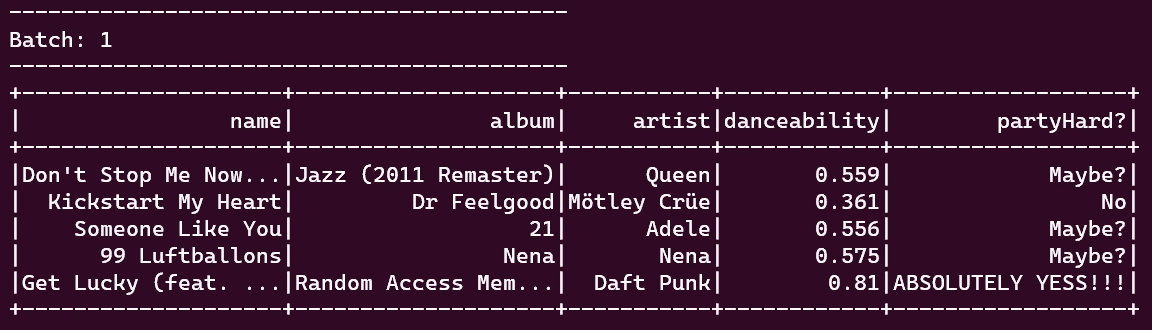 -------------------------------------------
Batch: 1
-------------------------------------------
+--------------------+--------------------+-----------+------------+------------------+
|                name|               album|     artist|danceability|        partyHard?|
+--------------------+--------------------+-----------+------------+------------------+
|Don't Stop Me Now...|Jazz (2011 Remaster)|      Queen|       0.559|            Maybe?|
|  Kickstart My Heart|         Dr Feelgood|Mötley Crüe|       0.361|                No|
|    Someone Like You|                  21|      Adele|       0.556|            Maybe?|
|      99 Luftballons|                Nena|       Nena|       0.575|            Maybe?|
|Get Lucky (feat. ...|Random Access Mem...|  Daft Punk|        0.81|ABSOLUTELY YESS!!!|
+--------------------+--------------------+-----------+------------+------------------+